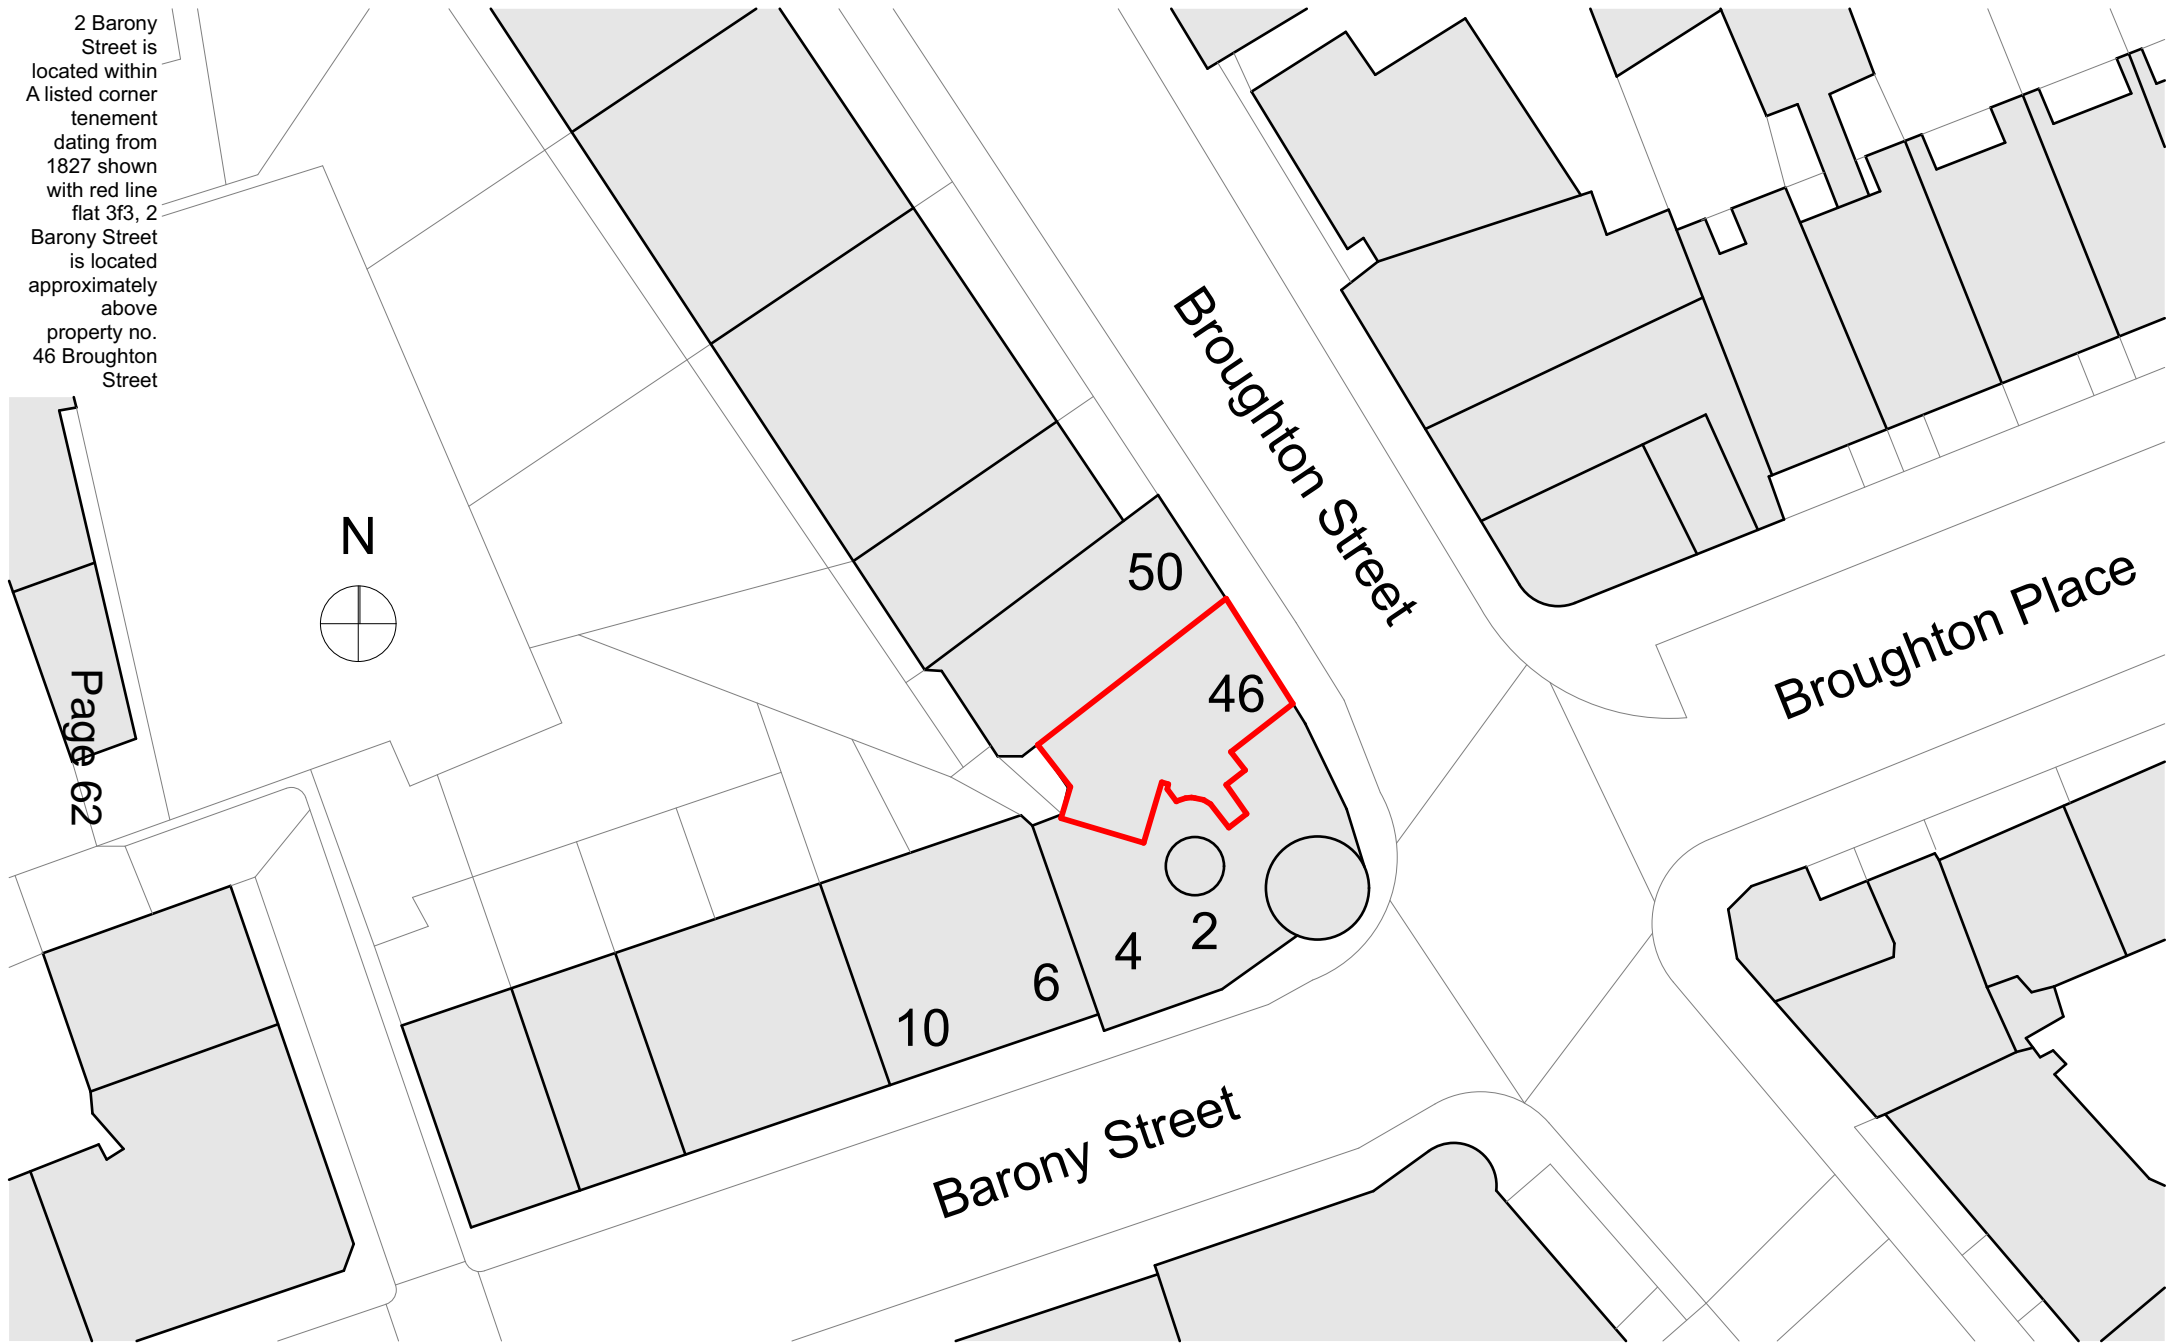 2 Barony
Street is
located within
A listed corner
tenement
dating from
1827 shown
with red line
flat 3f3, 2
Barony Street
is located
approximately
above
property no.
46 Broughton
Street
N
Page 62
Broughton Street
Broughton Place
50
46
2
4
6
10
Barony Street